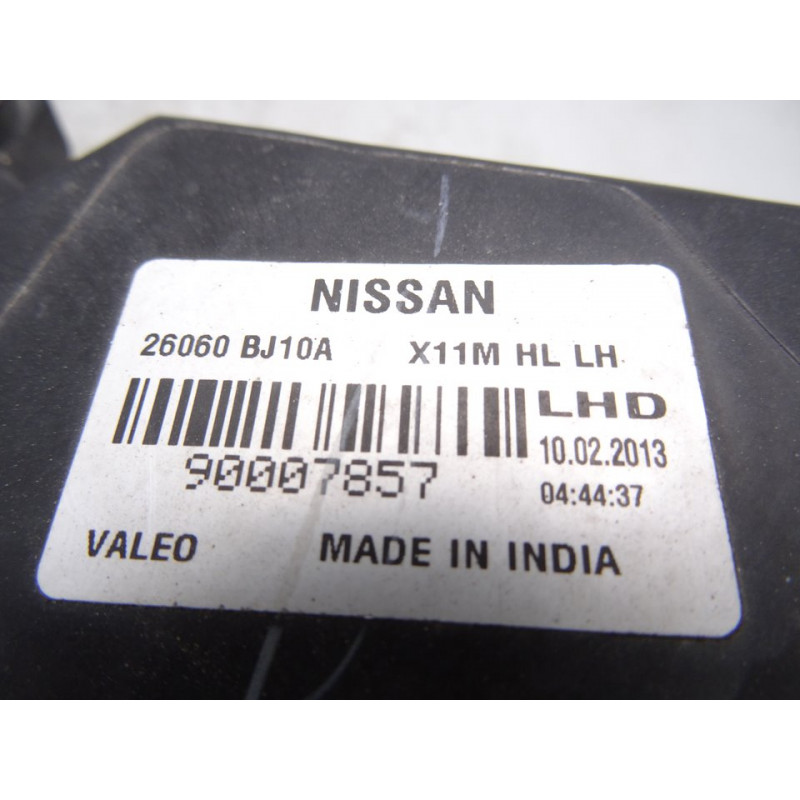 NISSAN
26060 BJ10A X11M HL LH
LHD
10.02.2013
90007857
04:44:37
VALEO MADE IN INDIA